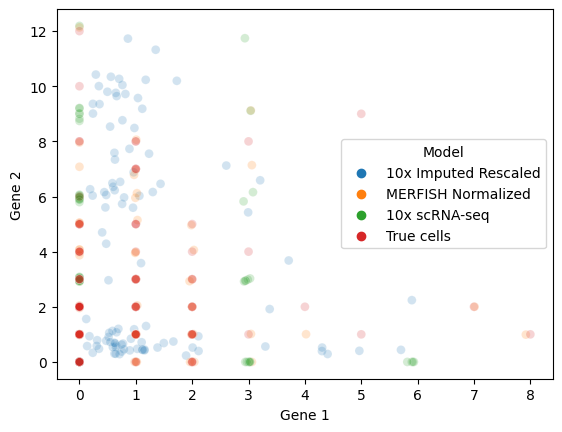 12
10
8
6
4
2
0
Gene 2
Model
10x Imputed Rescaled
MERFISH Normalized
10x scRNA-seq
True cells
0 1 2 3 4 5 6 7 8
Gene 1